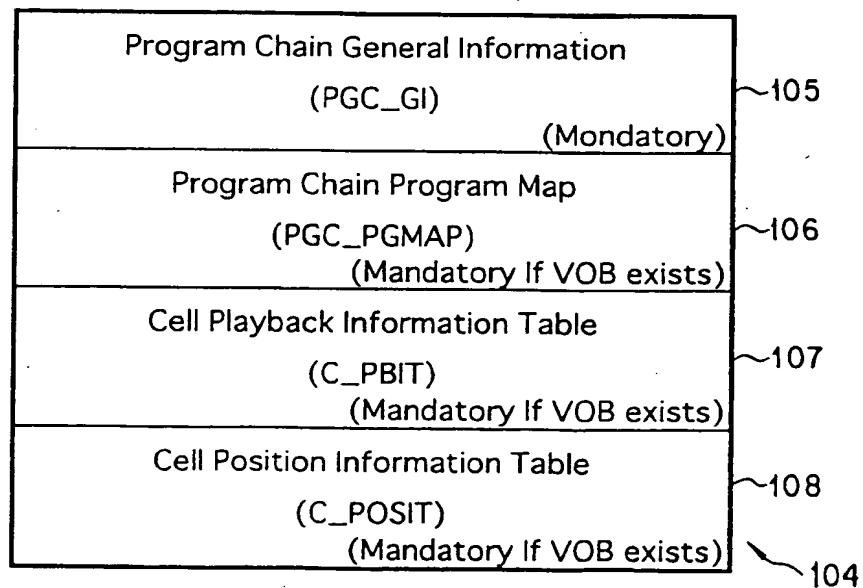 Program Chain General Information
(PGC_GI)
(Mondatory)
105
Program Chain Program Map
(PGC_PGMAP)
(Mandatory If VOB exists)
106
Cell Playback Information Table
(C_PBIT)
(Mandatory If VOB exists)
107
Cell Position Information Table
(C_POSIT)
(Mandatory If VOB exists)
108
104